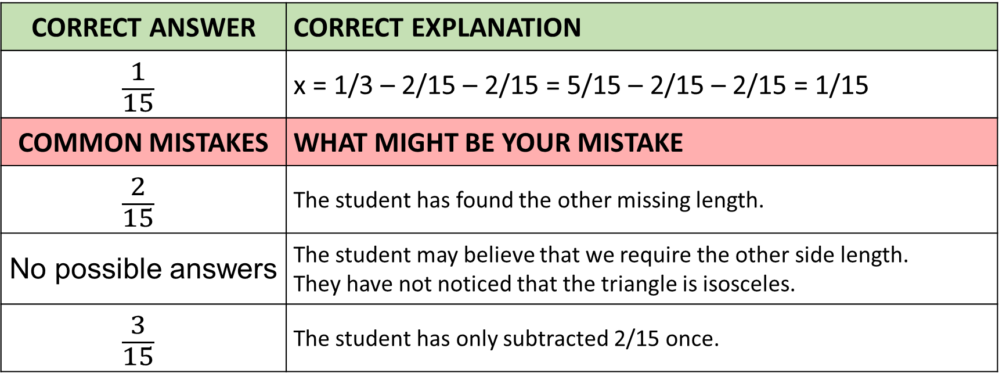 CORRECT ANSWER
CORRECT EXPLANATION
1/15
x = 1/3 – 2/15 – 2/15 = 5/15 – 2/15 – 2/15 = 1/15
COMMON MISTAKES
WHAT MIGHT BE YOUR MISTAKE
2/15
The student has found the other missing length.
No possible answers
The student may believe that we require the other side length.
They have not noticed that the triangle is isosceles.
3/15
The student has only subtracted 2/15 once.